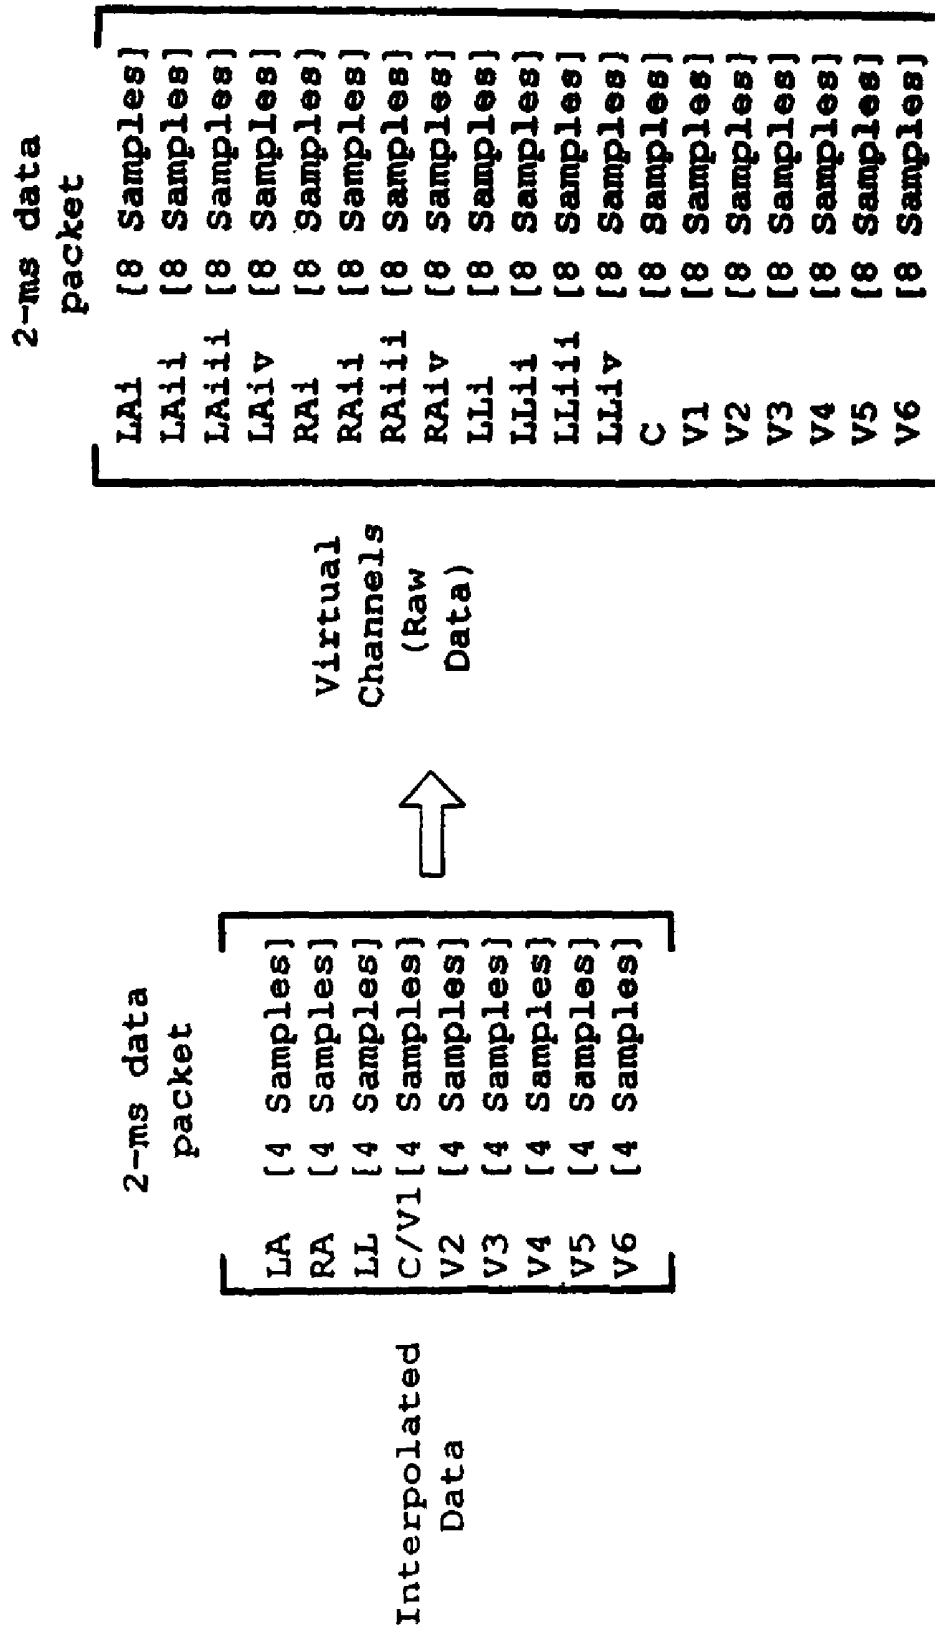 2-ms data
packet
Interpolated
Data
LA [4 Samples]
RA [4 Samples]
LL [4 Samples]
C/V1 [4 Samples]
V2 [4 Samples]
V3 [4 Samples]
V4 [4 Samples]
V5 [4 Samples]
V6 [4 Samples]
Virtual
Channels
(Raw
Data)
2-ms data
packet
LAi [8 Samples]
LAii [8 Samples]
LAiii [8 Samples]
LAiv [8 Samples]
RAi [8 Samples]
RAii [8 Samples]
RAiii [8 Samples]
RAiv [8 Samples]
LLi [8 Samples]
LLii [8 Samples]
LLiii [8 Samples]
LLiv [8 Samples]
C [8 Samples]
V1 [8 Samples]
V2 [8 Samples]
V3 [8 Samples]
V4 [8 Samples]
V5 [8 Samples]
V6 [8 Samples]